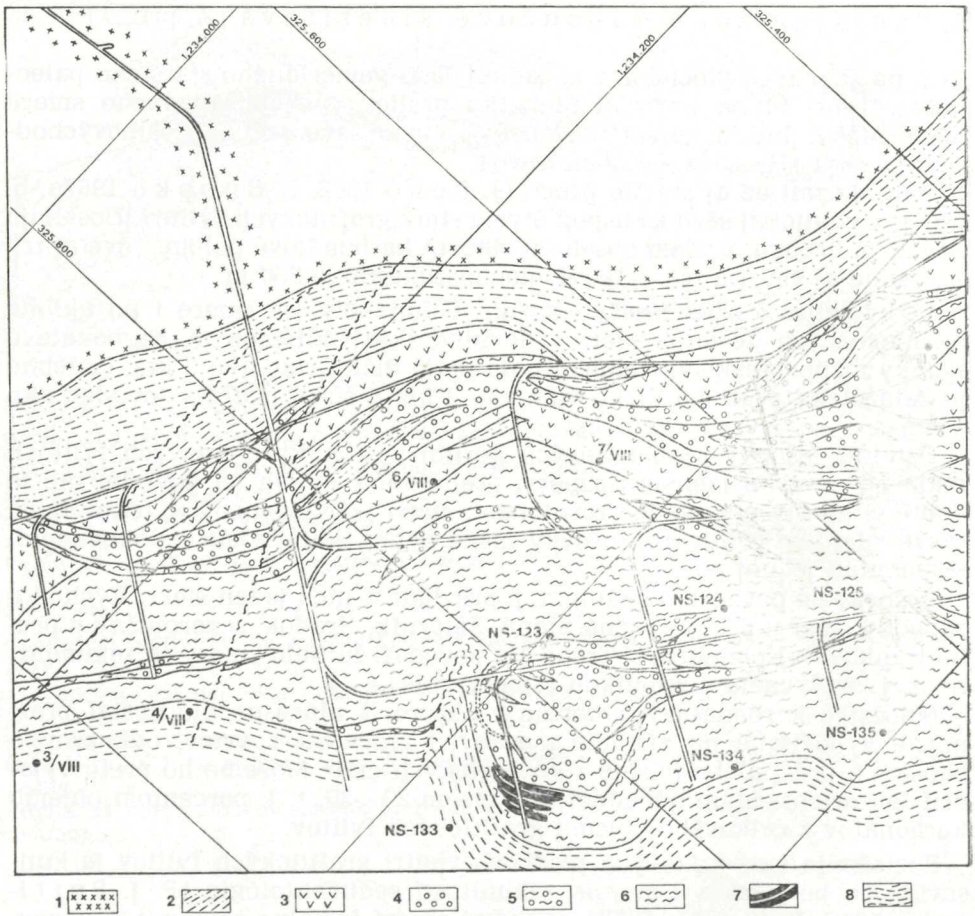 1,234.000
325.600
1,234.200
325.400
325.800
6/VIII
7/VIII
NS-125
NS-124
NS-123
4/VIII
3/VIII
NS-135
NS-134
NS-133
1 2 3 4 5 6 7 8